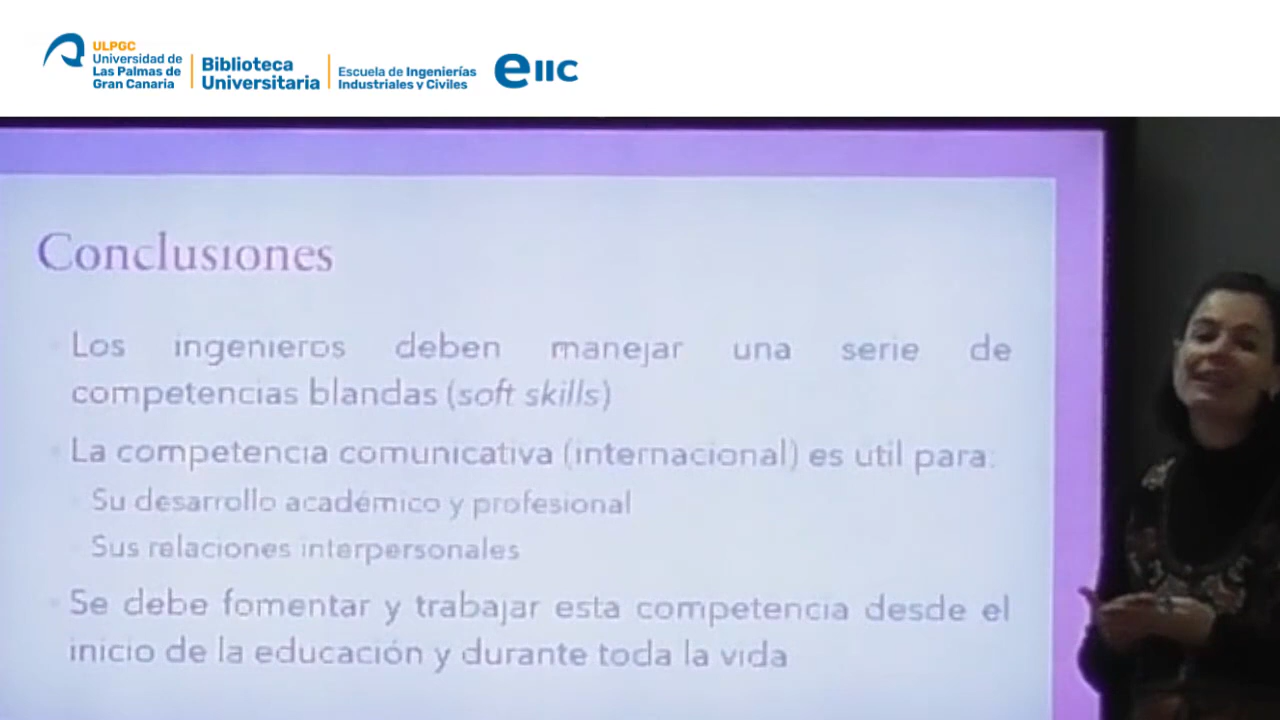 ULPGC
Universidad de
Las Palmas de
Gran Canaria
Biblioteca
Universitaria
Escuela de Ingenierías
Industriales y Civiles
eiic
Conclusiones
Los ingenieros deben manejar una serie de
competencias blandas (soft skills)
La competencia comunicativa (internacional) es útil para:
Su desarrollo académico y profesional
Sus relaciones interpersonales
Se debe fomentar y trabajar esta competencia desde el
inicio de la educación y durante toda la vida